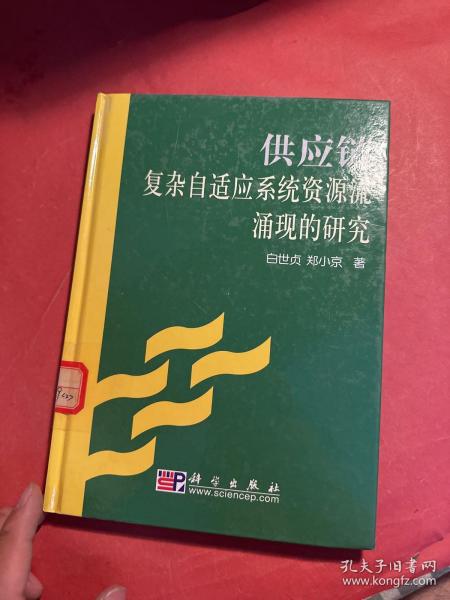 供应链
复杂自适应系统资源流
涌现的研究
白世贞 郑小京 著
SP
科学出版社
www.sciencep.com
孔夫子旧书网
www.kongfz.com